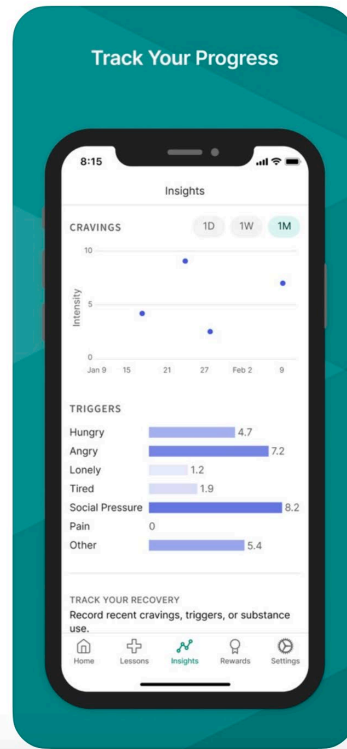 Track Your Progress
8:15
Insights
CRAVINGS 1D 1W 1M
10
Intensity
5
0
Jan 9 15 21 27 Feb 2 9
TRIGGERS
Hungry 4.7
Angry 7.2
Lonely 1.2
Tired 1.9
Social Pressure 8.2
Pain 0
Other 5.4
TRACK YOUR RECOVERY
Record recent cravings, triggers, or substance
use.
Home Lessons Insights Rewards Settings